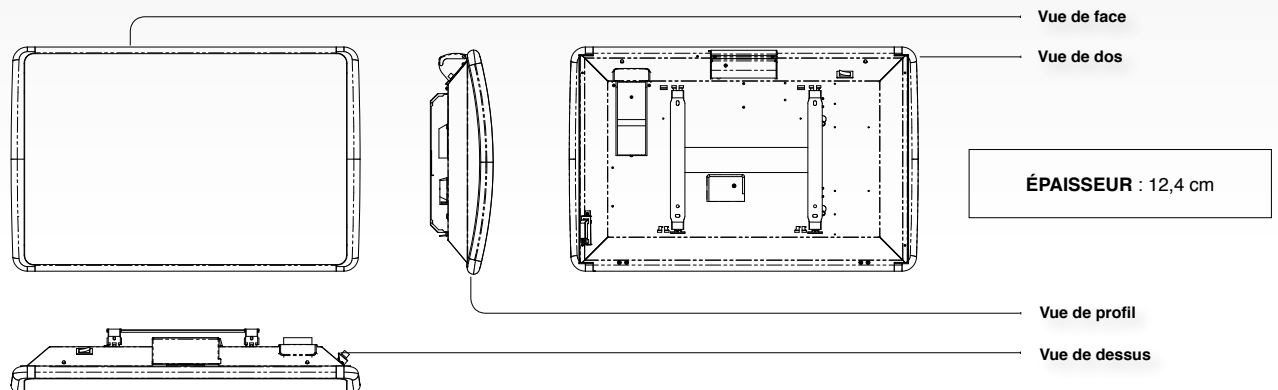 Vue de face
Vue de dos
ÉPAISSEUR : 12,4 cm
Vue de profil
Vue de dessus